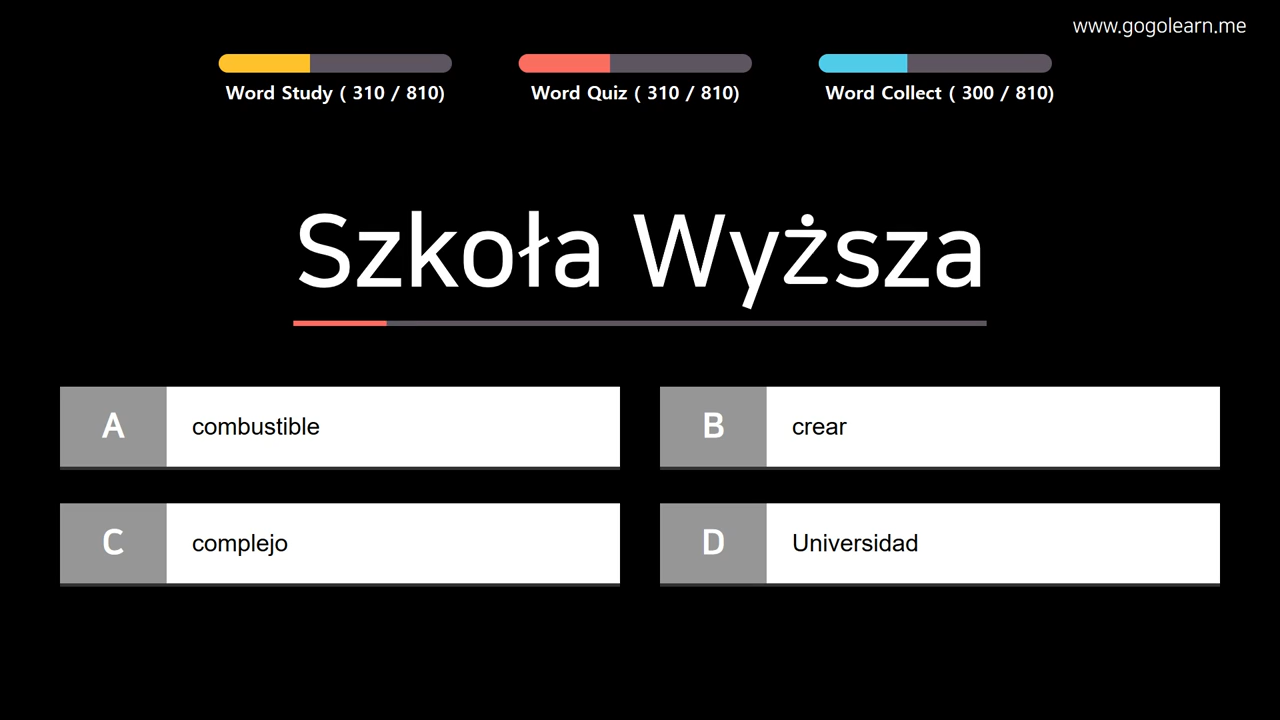 www.gogolearn.me
Word Study ( 310 / 810)
Word Quiz ( 310 / 810)
Word Collect ( 300 / 810)
Szkoła Wyższa
A combustible
B crear
C complejo
D Universidad